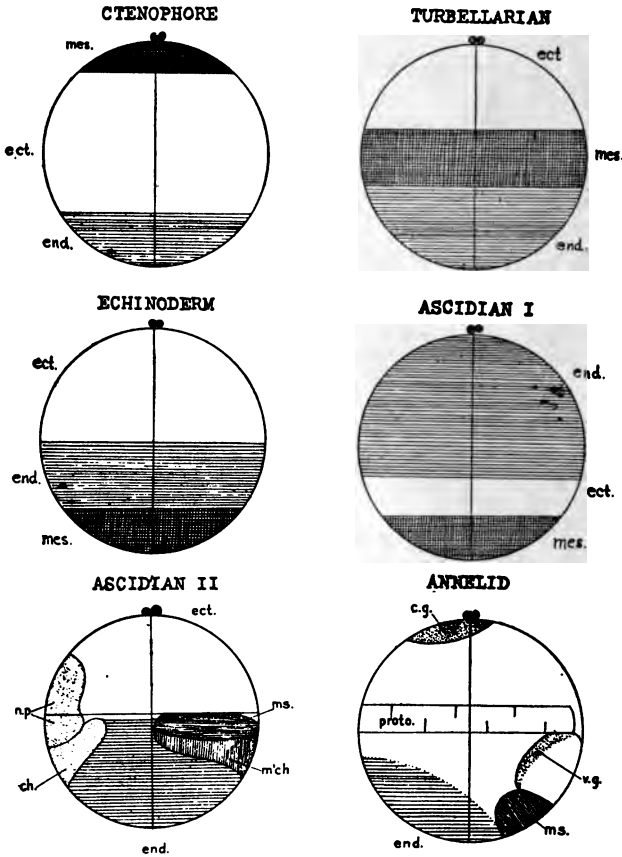 CTENOPHORE
mes.
ect.
end.
TURBELLARIAN
ect
mes.
end.
ECHINODERM
ect.
end.
mes.
ASCIDIAN I
end.
ect.
mes.
ASCIDIAN II
ect.
n.p.
ch.
ms.
m'ch
end.
ANNELID
c.g.
proto.
v.g.
ms.
end.